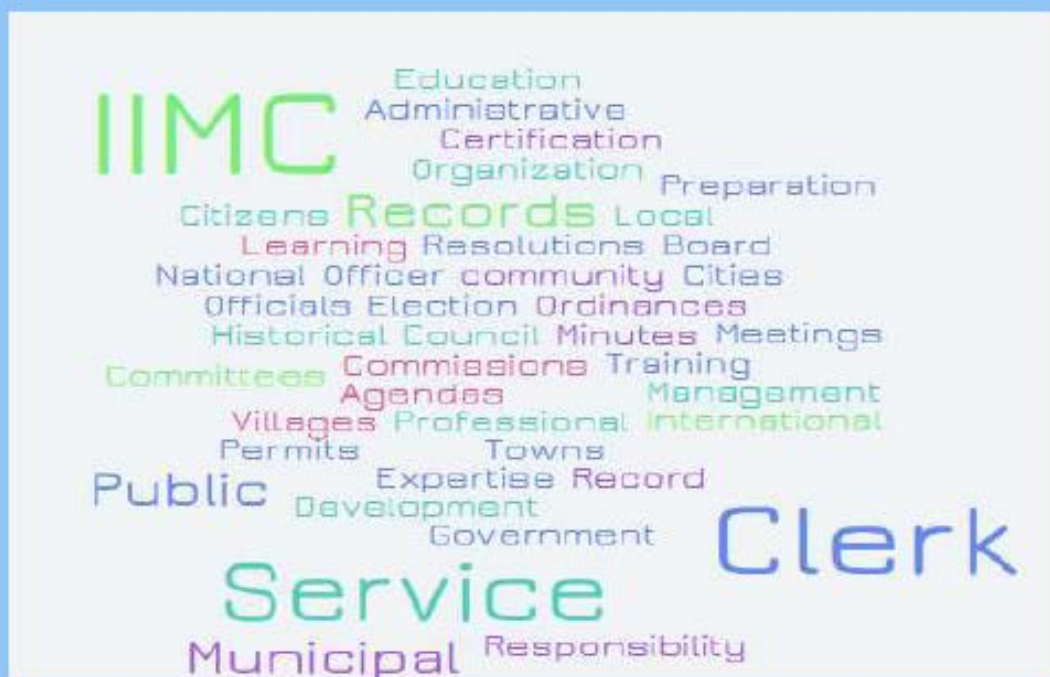 Education
IIMC Administrative
Certification
Organization
Preparation
Citizens Records Local
Learning Resolutions Board
National Officer community Cities
Officials Election Ordinances
Historical Council Minutes Meetings
Committees Commissions Training
Agendas Management
Villages Professional International
Permits Towns
Public Expertise Record
Development
Government
Clerk
Service
Municipal Responsibility